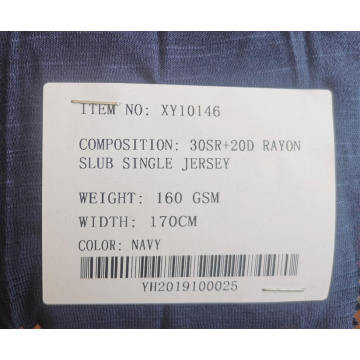 ITEM NO: XY10146
COMPOSITION: 30SR+20D RAYON
SLUB SINGLE JERSEY
WEIGHT: 160 GSM
WIDTH: 170CM
COLOR: NAVY
YH2019100025